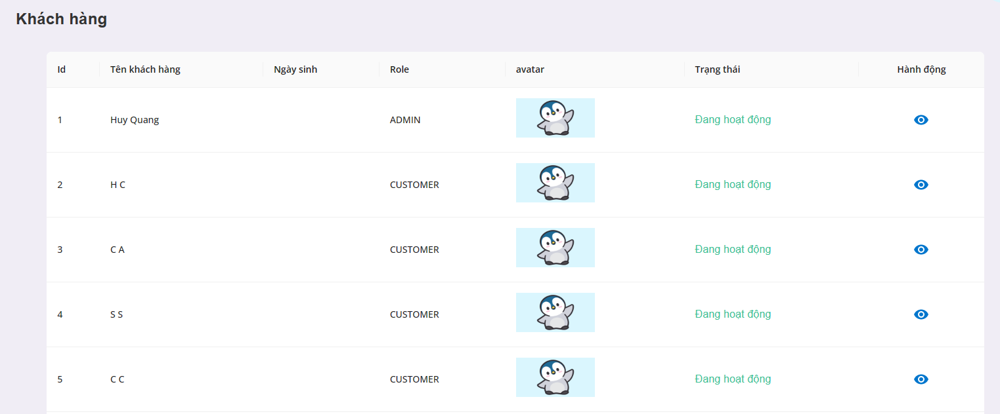 Khách hàng
Id Tên khách hàng Ngày sinh Role avatar Trạng thái Hành động
1 Huy Quang ADMIN Đang hoạt động
2 H C CUSTOMER Đang hoạt động
3 C A CUSTOMER Đang hoạt động
4 S S CUSTOMER Đang hoạt động
5 C C CUSTOMER Đang hoạt động